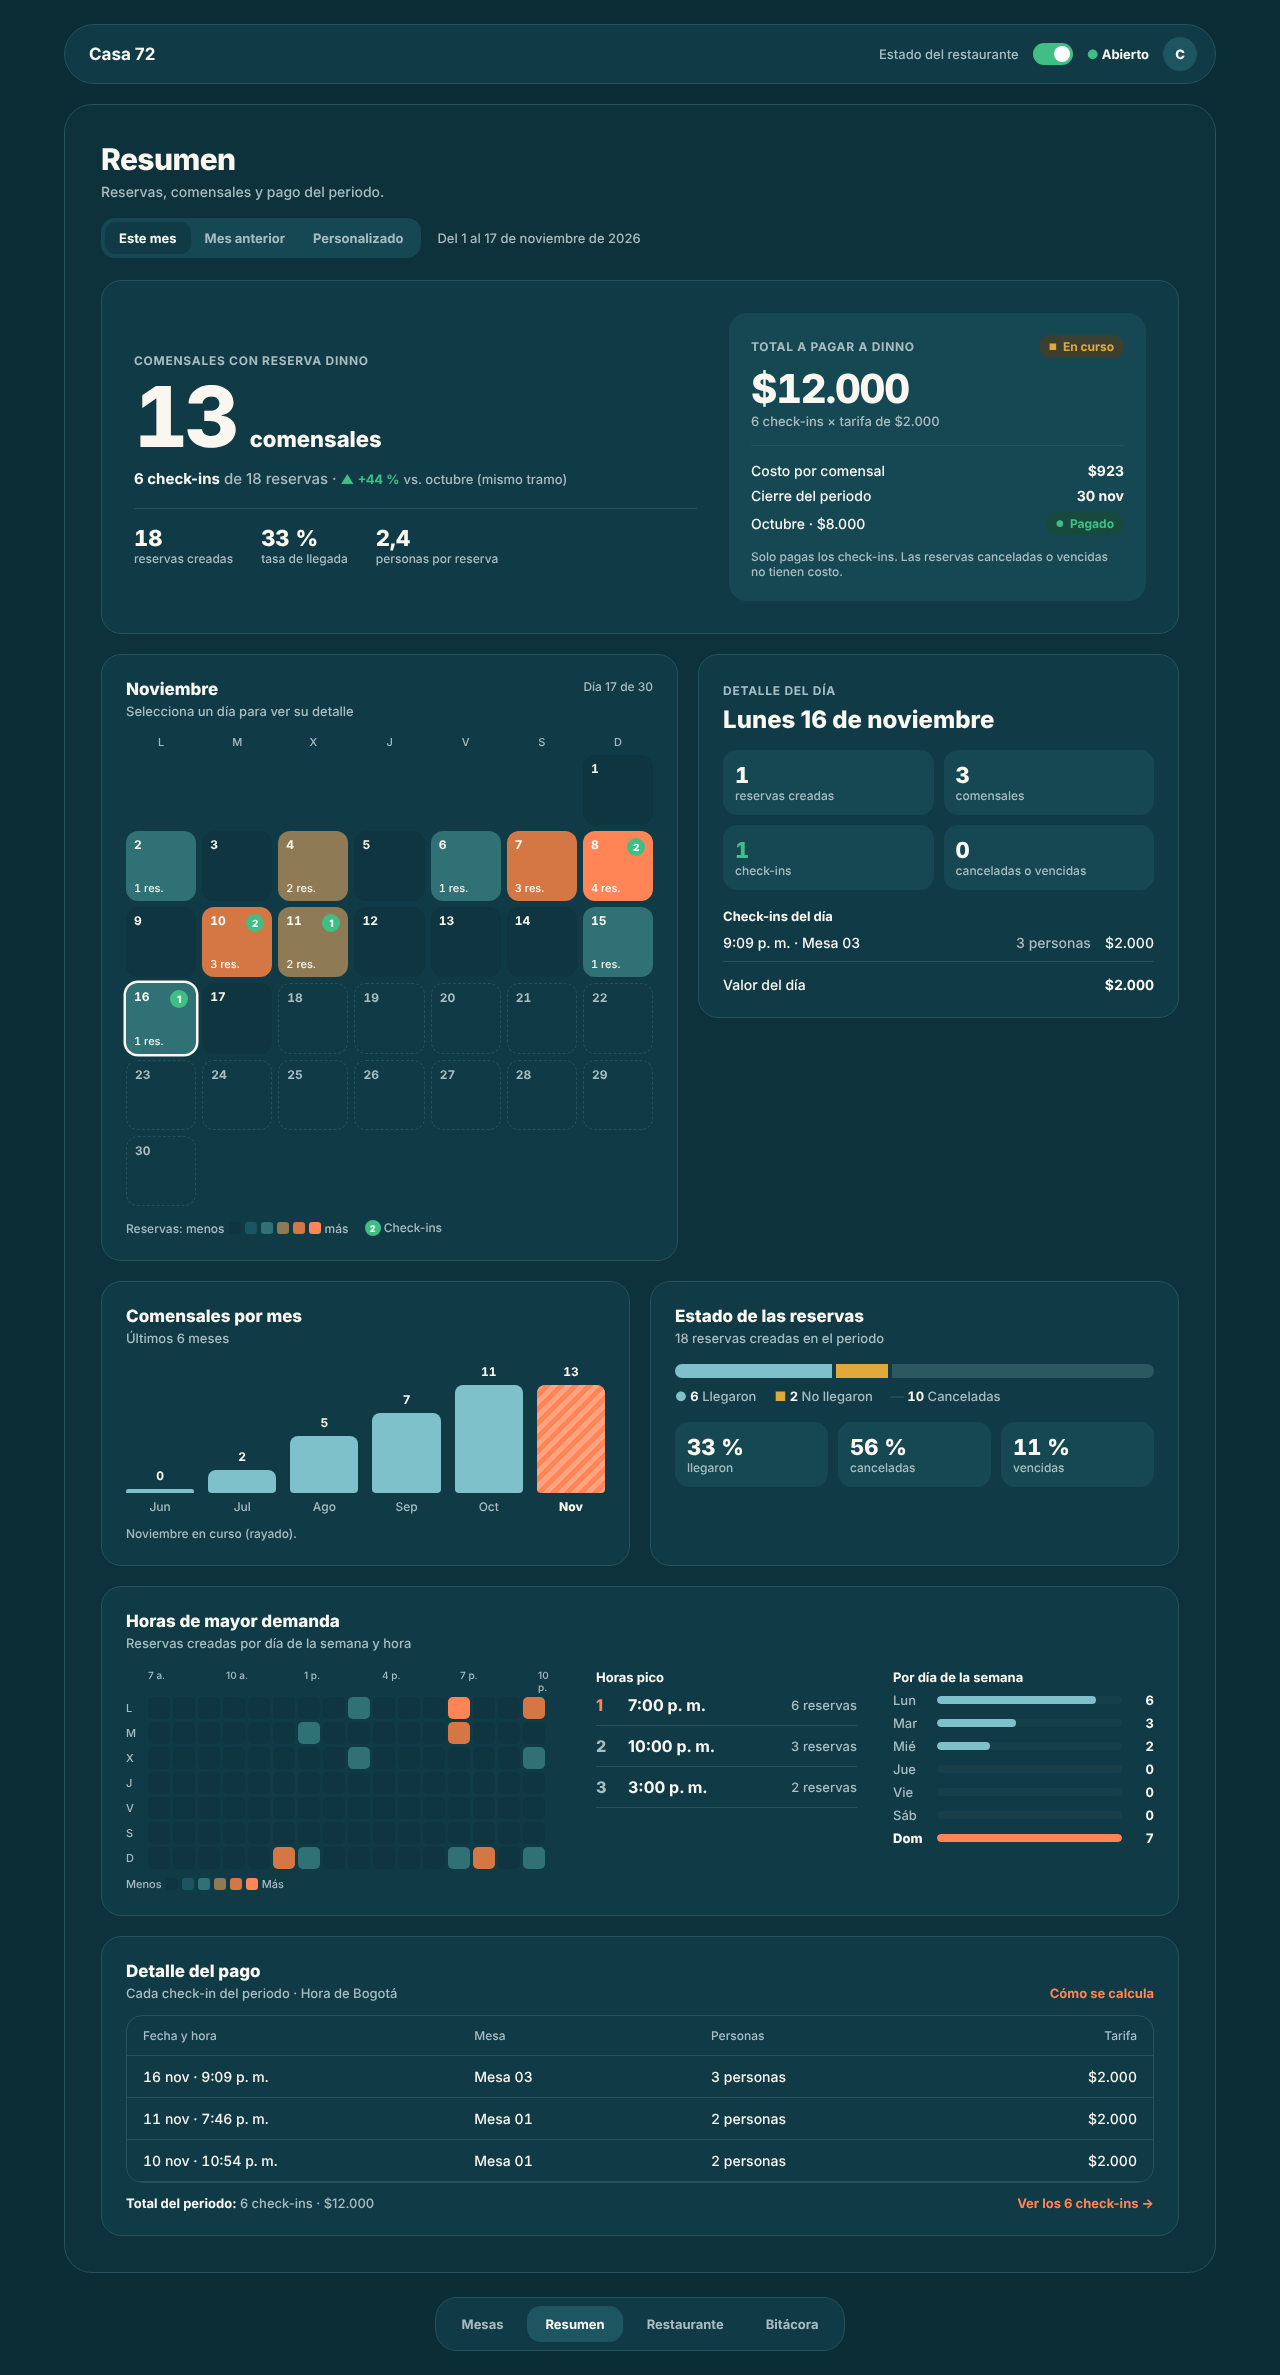 Casa 72
Estado del restaurante
Abierto
C
Resumen
Reservas, comensales y pago del periodo.
Este mes
Mes anterior
Personalizado
Del 1 al 17 de noviembre de 2026
COMENSALES CON RESERVA DINNO
13 comensales
6 check-ins de 18 reservas · ▲ +44 % vs. octubre (mismo tramo)
18
reservas creadas
33 %
tasa de llegada
2,4
personas por reserva
TOTAL A PAGAR A DINNO
En curso
$12.000
6 check-ins × tarifa de $2.000
Costo por comensal $923
Cierre del periodo 30 nov
Octubre · $8.000 Pagado
Solo pagas los check-ins. Las reservas canceladas o vencidas
no tienen costo.
Noviembre
Día 17 de 30
Selecciona un día para ver su detalle
L M X J V S D
1
2 3 4 5 6 7 8 2
1 res. 2 res. 1 res. 3 res. 4 res.
9 10 2 11 1 12 13 14 15
3 res. 2 res. 1 res.
16 1 17 18 19 20 21 22
1 res.
23 24 25 26 27 28 29
30
Reservas: menos más 2 Check-ins
DETALLE DEL DÍA
Lunes 16 de noviembre
1
reservas creadas
3
comensales
1
check-ins
0
canceladas o vencidas
Check-ins del día
9:09 p. m. · Mesa 03 3 personas $2.000
Valor del día $2.000
Comensales por mes
Últimos 6 meses
0 2 5 7 11 13
Jun Jul Ago Sep Oct Nov
Noviembre en curso (rayado).
Estado de las reservas
18 reservas creadas en el periodo
6 Llegaron 2 No llegaron 10 Canceladas
33 %
llegaron
56 %
canceladas
11 %
vencidas
Horas de mayor demanda
Reservas creadas por día de la semana y hora
7 a. 10 a. 1 p. 4 p. 7 p. 10
p.
L
M
X
J
V
S
D
Menos Más
Horas pico
1 7:00 p. m. 6 reservas
2 10:00 p. m. 3 reservas
3 3:00 p. m. 2 reservas
Por día de la semana
Lun 6
Mar 3
Mié 2
Jue 0
Vie 0
Sáb 0
Dom 7
Detalle del pago
Cada check-in del periodo · Hora de Bogotá
Cómo se calcula
Fecha y hora Mesa Personas Tarifa
16 nov · 9:09 p. m. Mesa 03 3 personas $2.000
11 nov · 7:46 p. m. Mesa 01 2 personas $2.000
10 nov · 10:54 p. m. Mesa 01 2 personas $2.000
Total del periodo: 6 check-ins · $12.000
Ver los 6 check-ins →
Mesas
Resumen
Restaurante
Bitácora